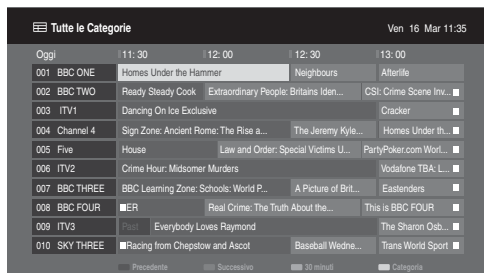 Tutte le Categorie Ven 16 Mar 11:35
Oggi 11:30 12:00 12:30 13:00
001 BBC ONE Homes Under the Hammer Neighbours Afterlife
002 BBC TWO Ready Steady Cook Extraordinary People: Britains Iden... CSI: Crime Scene Inv...
003 ITV1 Dancing On Ice Exclusive Cracker
004 Channel 4 Sign Zone: Ancient Rome: The Rise a... The Jeremy Kyle... Homes Under th...
005 Five House Law and Order: Special Victims U... PartyPoker.com Worl...
006 ITV2 Crime Hour: Midsomer Murders Vodafone TBA: L...
007 BBC THREE BBC Learning Zone: Schools: World P... A Picture of Brit... Eastenders
008 BBC FOUR ER Real Crime: The Truth About the... This is BBC FOUR
009 ITV3 Past Everybody Loves Raymond The Sharon Osb...
010 SKY THREE Racing from Chepstow and Ascot Baseball Wedne... Trans World Sport
Precedente Successivo 30 minuti Categoria